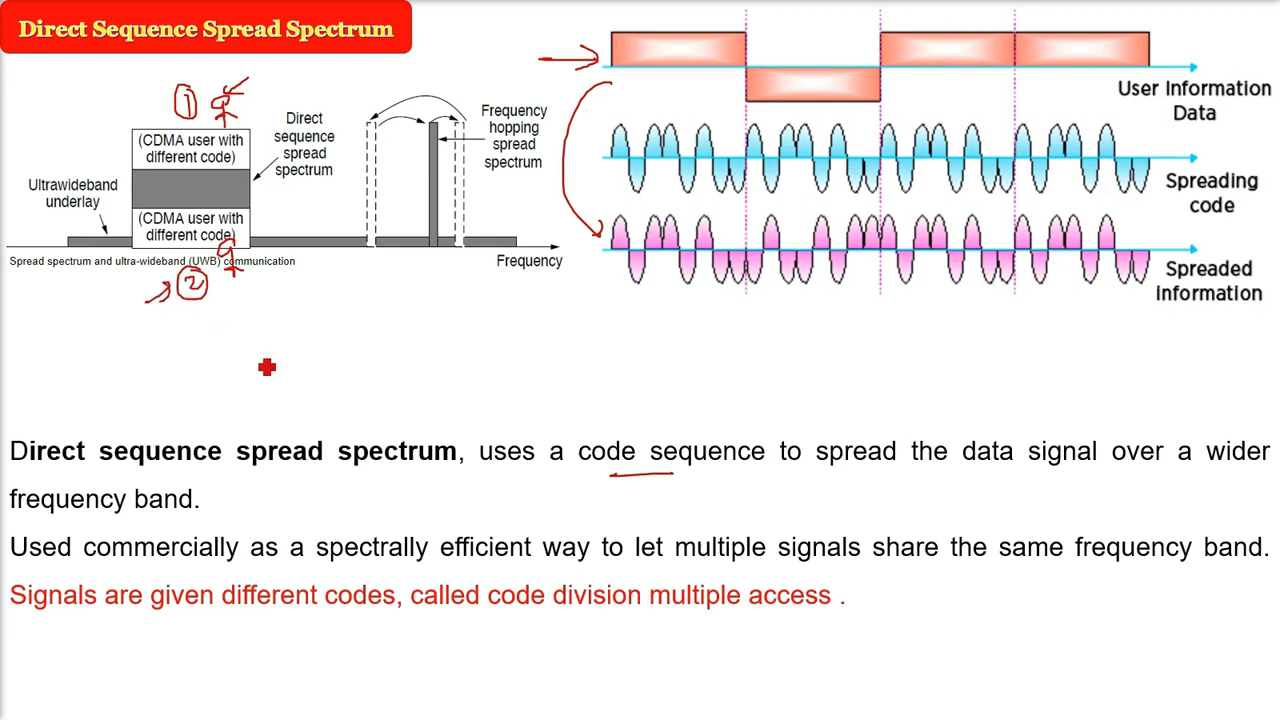 Direct Sequence Spread Spectrum
①
(CDMA user with
different code)
Direct
sequence
spread
spectrum
Frequency
hopping
spread
spectrum
Ultrawideband
underlay
(CDMA user with
different code)
Frequency
Spread spectrum and ultra-wideband (UWB) communication
②
User Information
Data
Spreading
code
Spreaded
information
Direct sequence spread spectrum, uses a code sequence to spread the data signal over a wider
frequency band.
Used commercially as a spectrally efficient way to let multiple signals share the same frequency band.
Signals are given different codes, called code division multiple access .